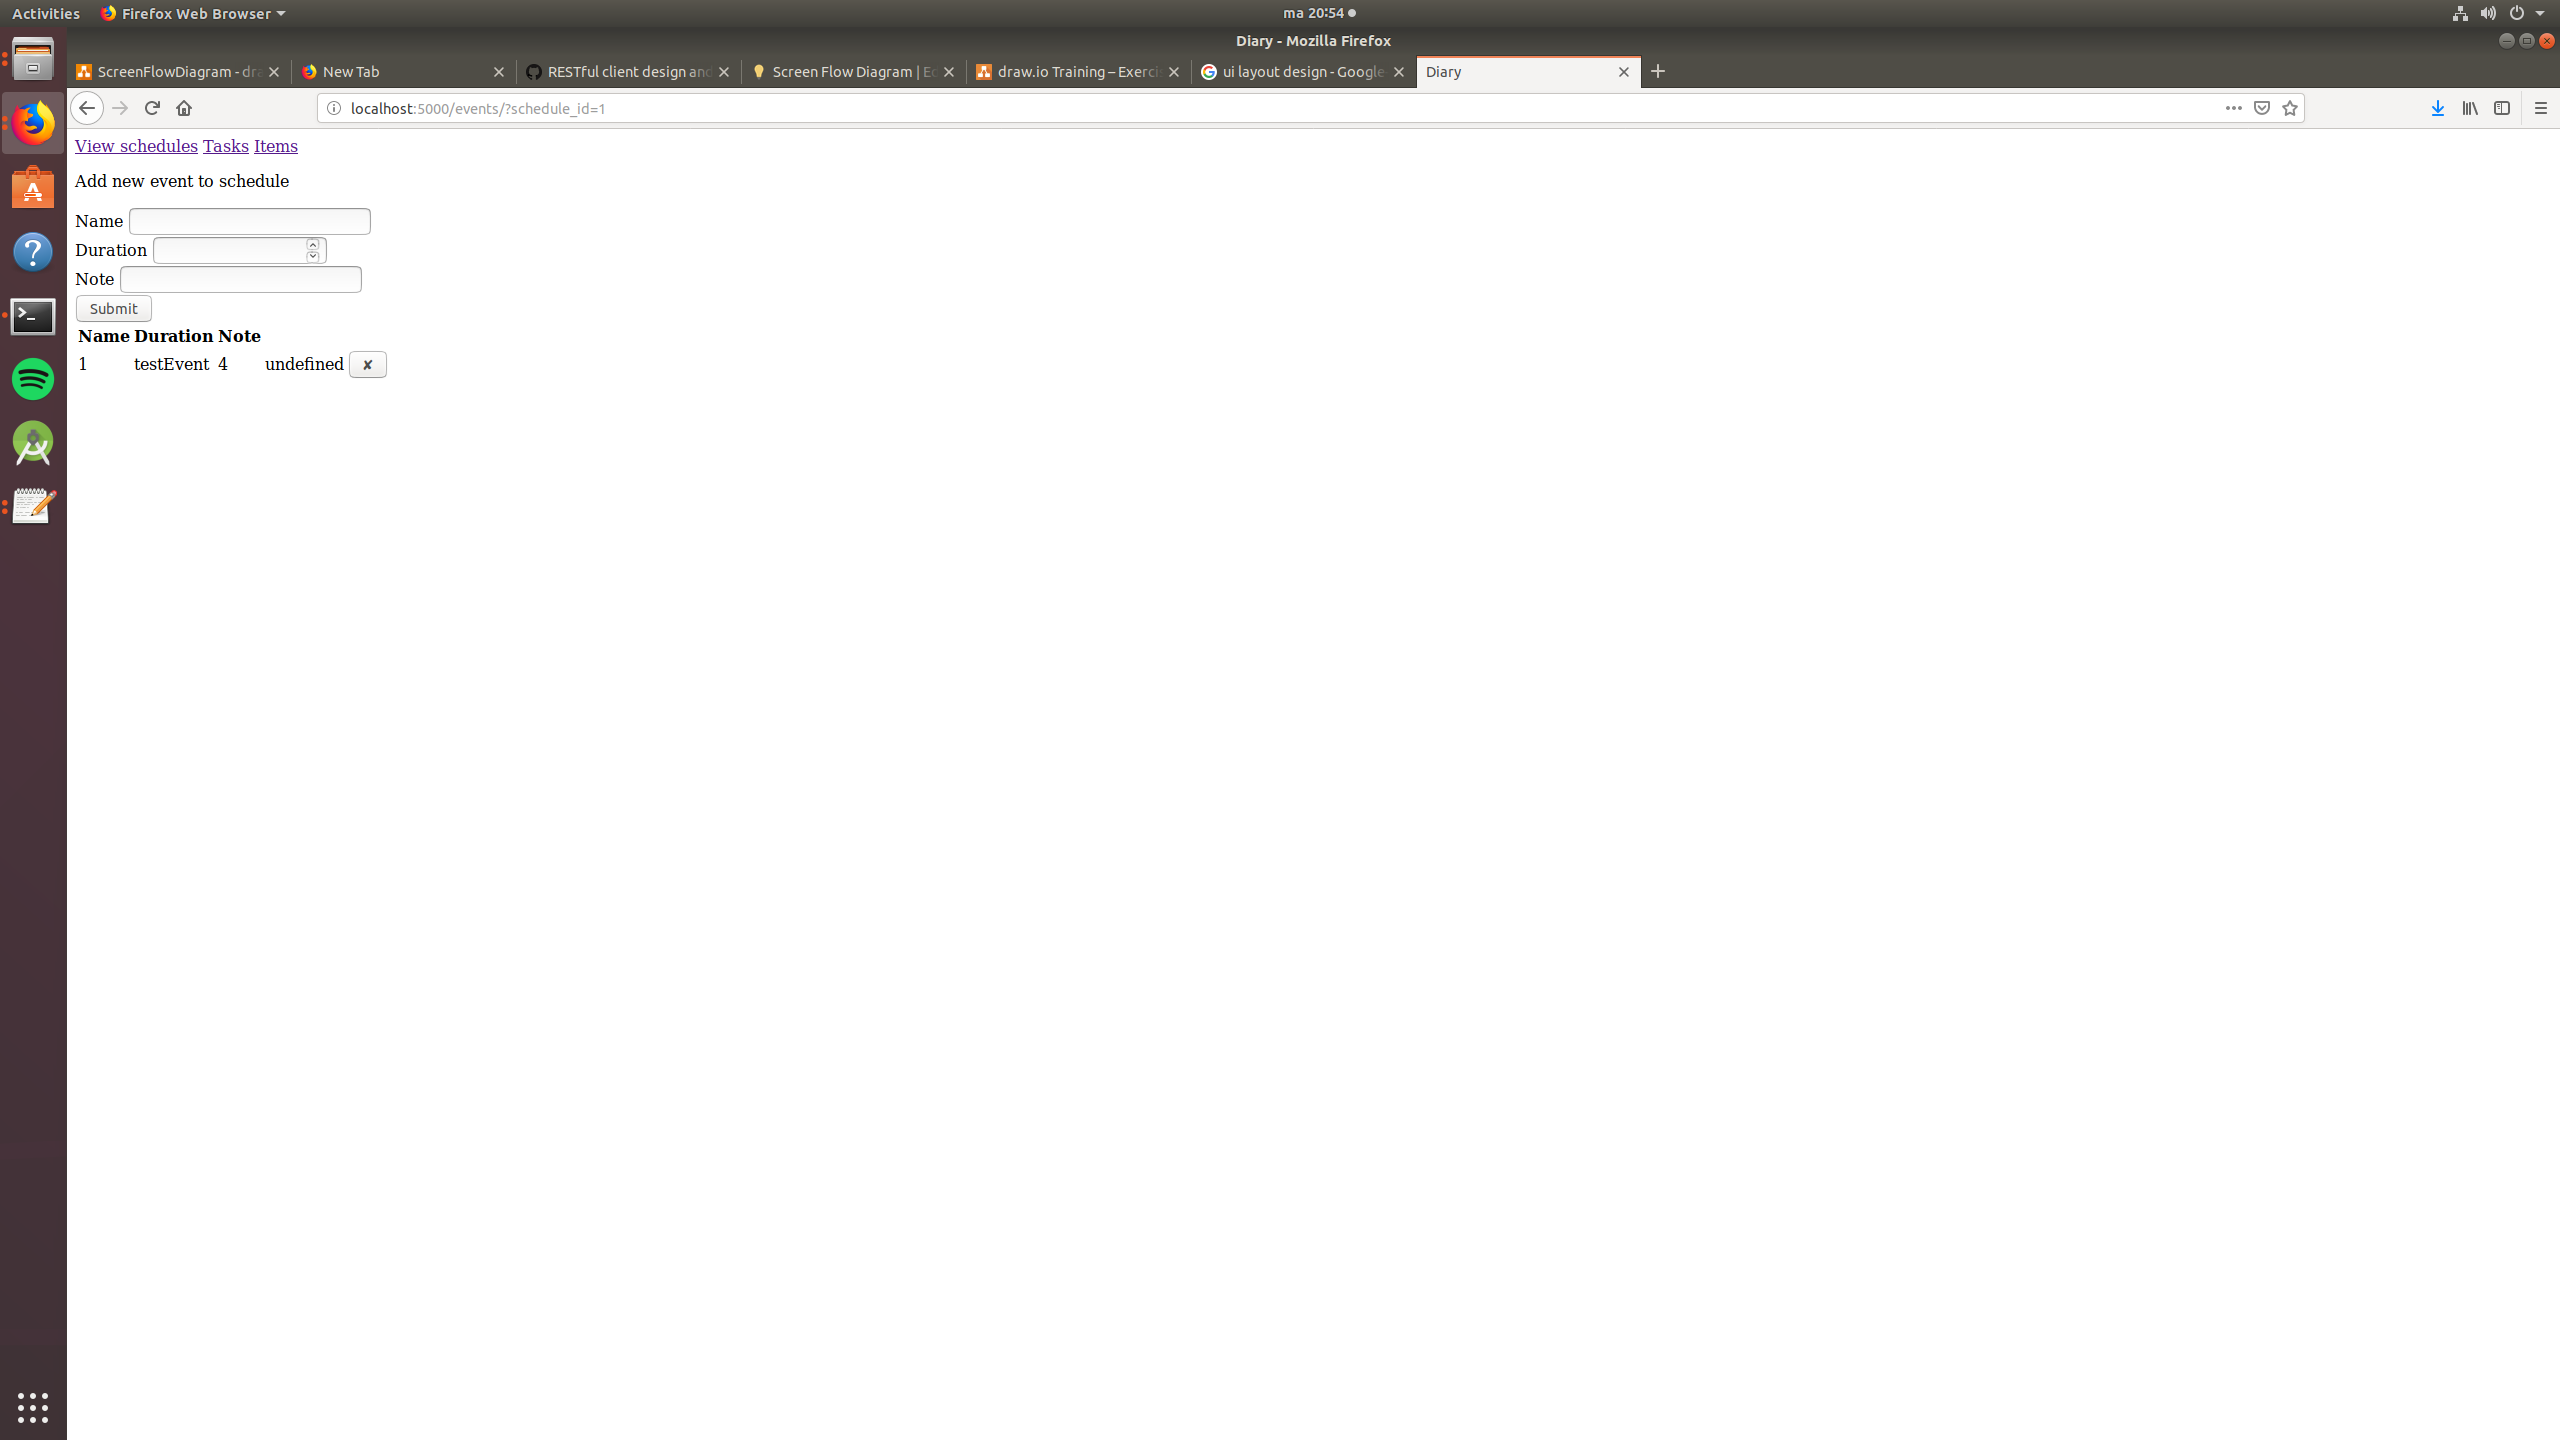 Activities Firefox Web Browser ma 20:54
Diary - Mozilla Firefox
ScreenFlowDiagram - dra New Tab RESTful client design and Screen Flow Diagram | Ed draw.io Training – Exerci ui layout design - Google Diary
localhost:5000/events/?schedule_id=1
View schedules Tasks Items
Add new event to schedule
Name
Duration
Note
Submit
Name Duration Note
1 testEvent 4 undefined ✘